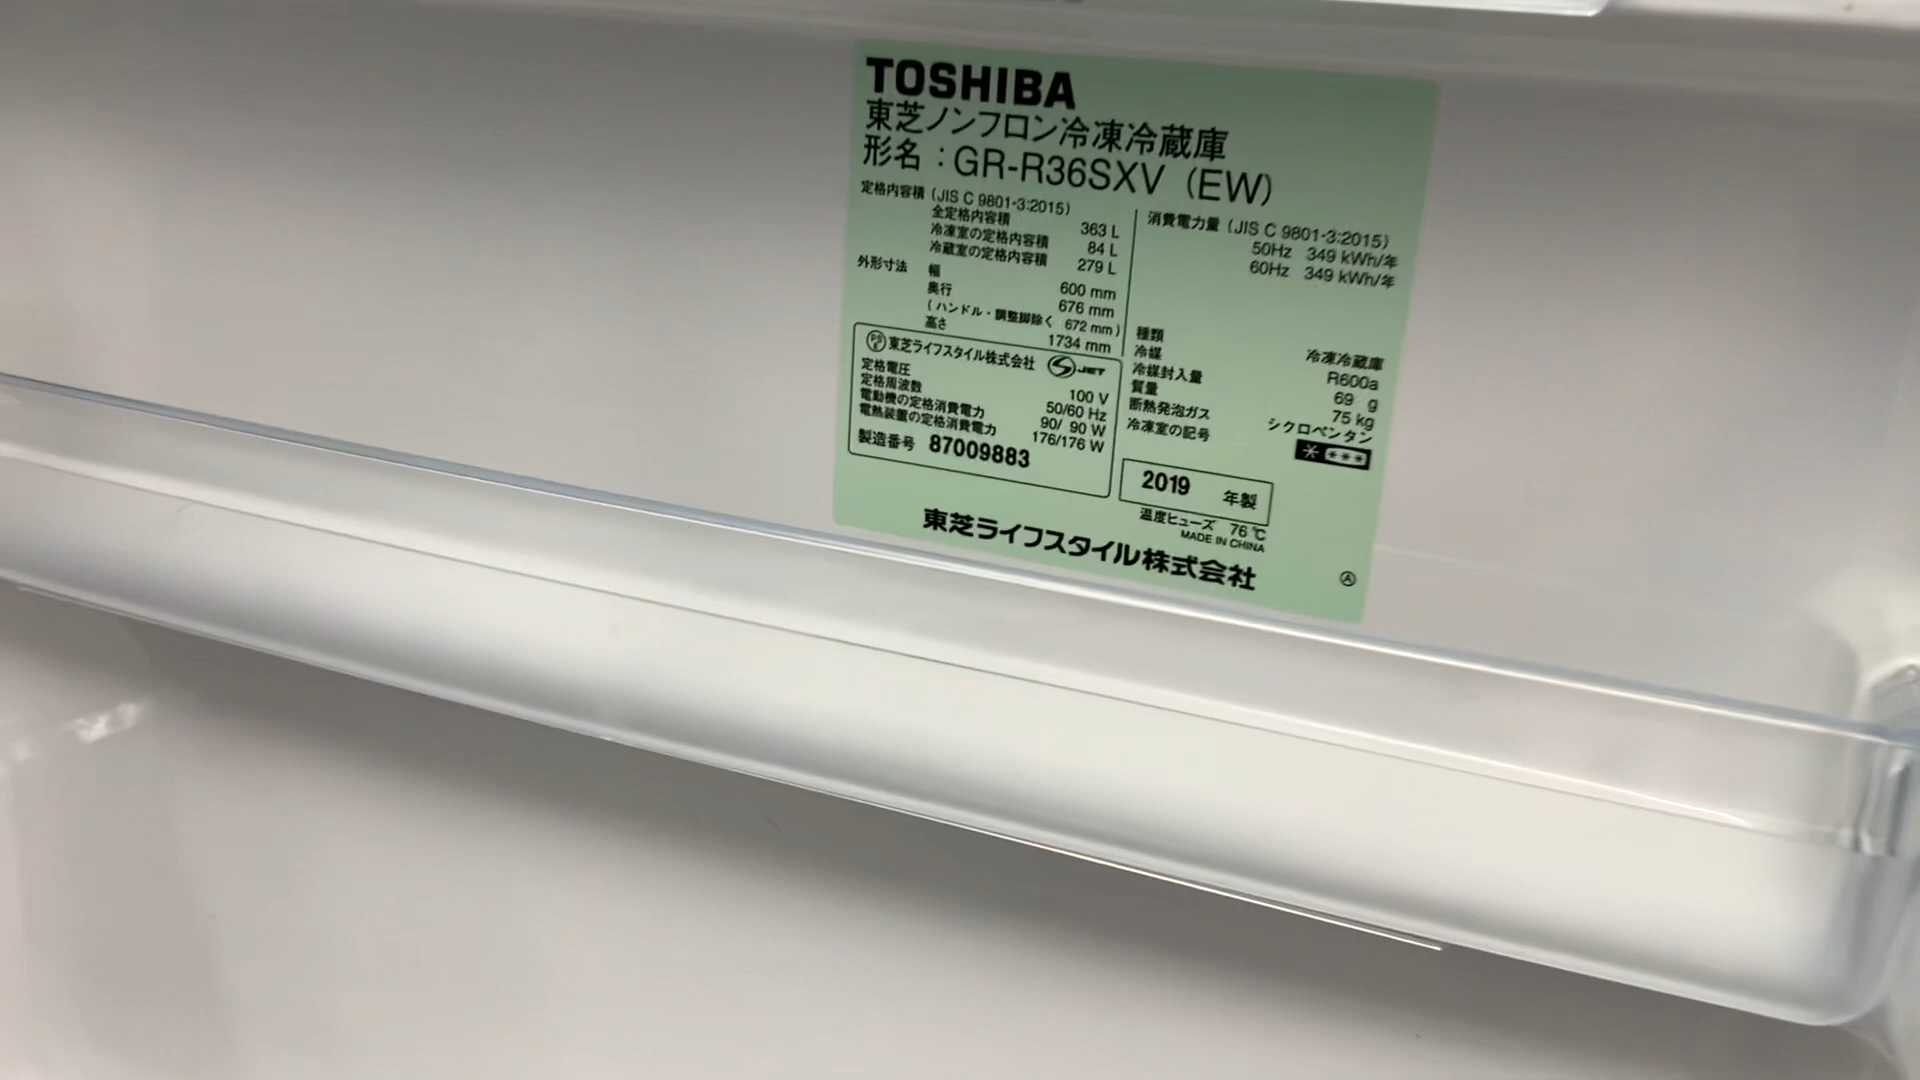 TOSHIBA
東芝ノンフロン冷凍冷蔵庫
形名：GR-R36SXV (EW)
定格内容積 (JIS C 9801-3:2015)
全定格内容積 363 L
冷凍室の定格内容積 84 L
冷蔵室の定格内容積 279 L
外形寸法 幅 600 mm
奥行 676 mm
(ハンドル・調整脚除く 672 mm)
高さ 1734 mm
消費電力量 (JIS C 9801-3:2015)
50Hz 349 kWh/年
60Hz 349 kWh/年
種類 冷凍冷蔵庫
冷媒 R600a
冷媒封入量 69 g
質量 75 kg
断熱発泡ガス シクロペンタン
冷凍室の記号
PS E 東芝ライフスタイル株式会社 S JET
定格電圧 100 V
定格周波数 50/60 Hz
電動機の定格消費電力 90/ 90 W
電熱装置の定格消費電力 176/176 W
製造番号 87009883
2019 年製
温度ヒューズ 76℃
MADE IN CHINA
東芝ライフスタイル株式会社
Ⓐ